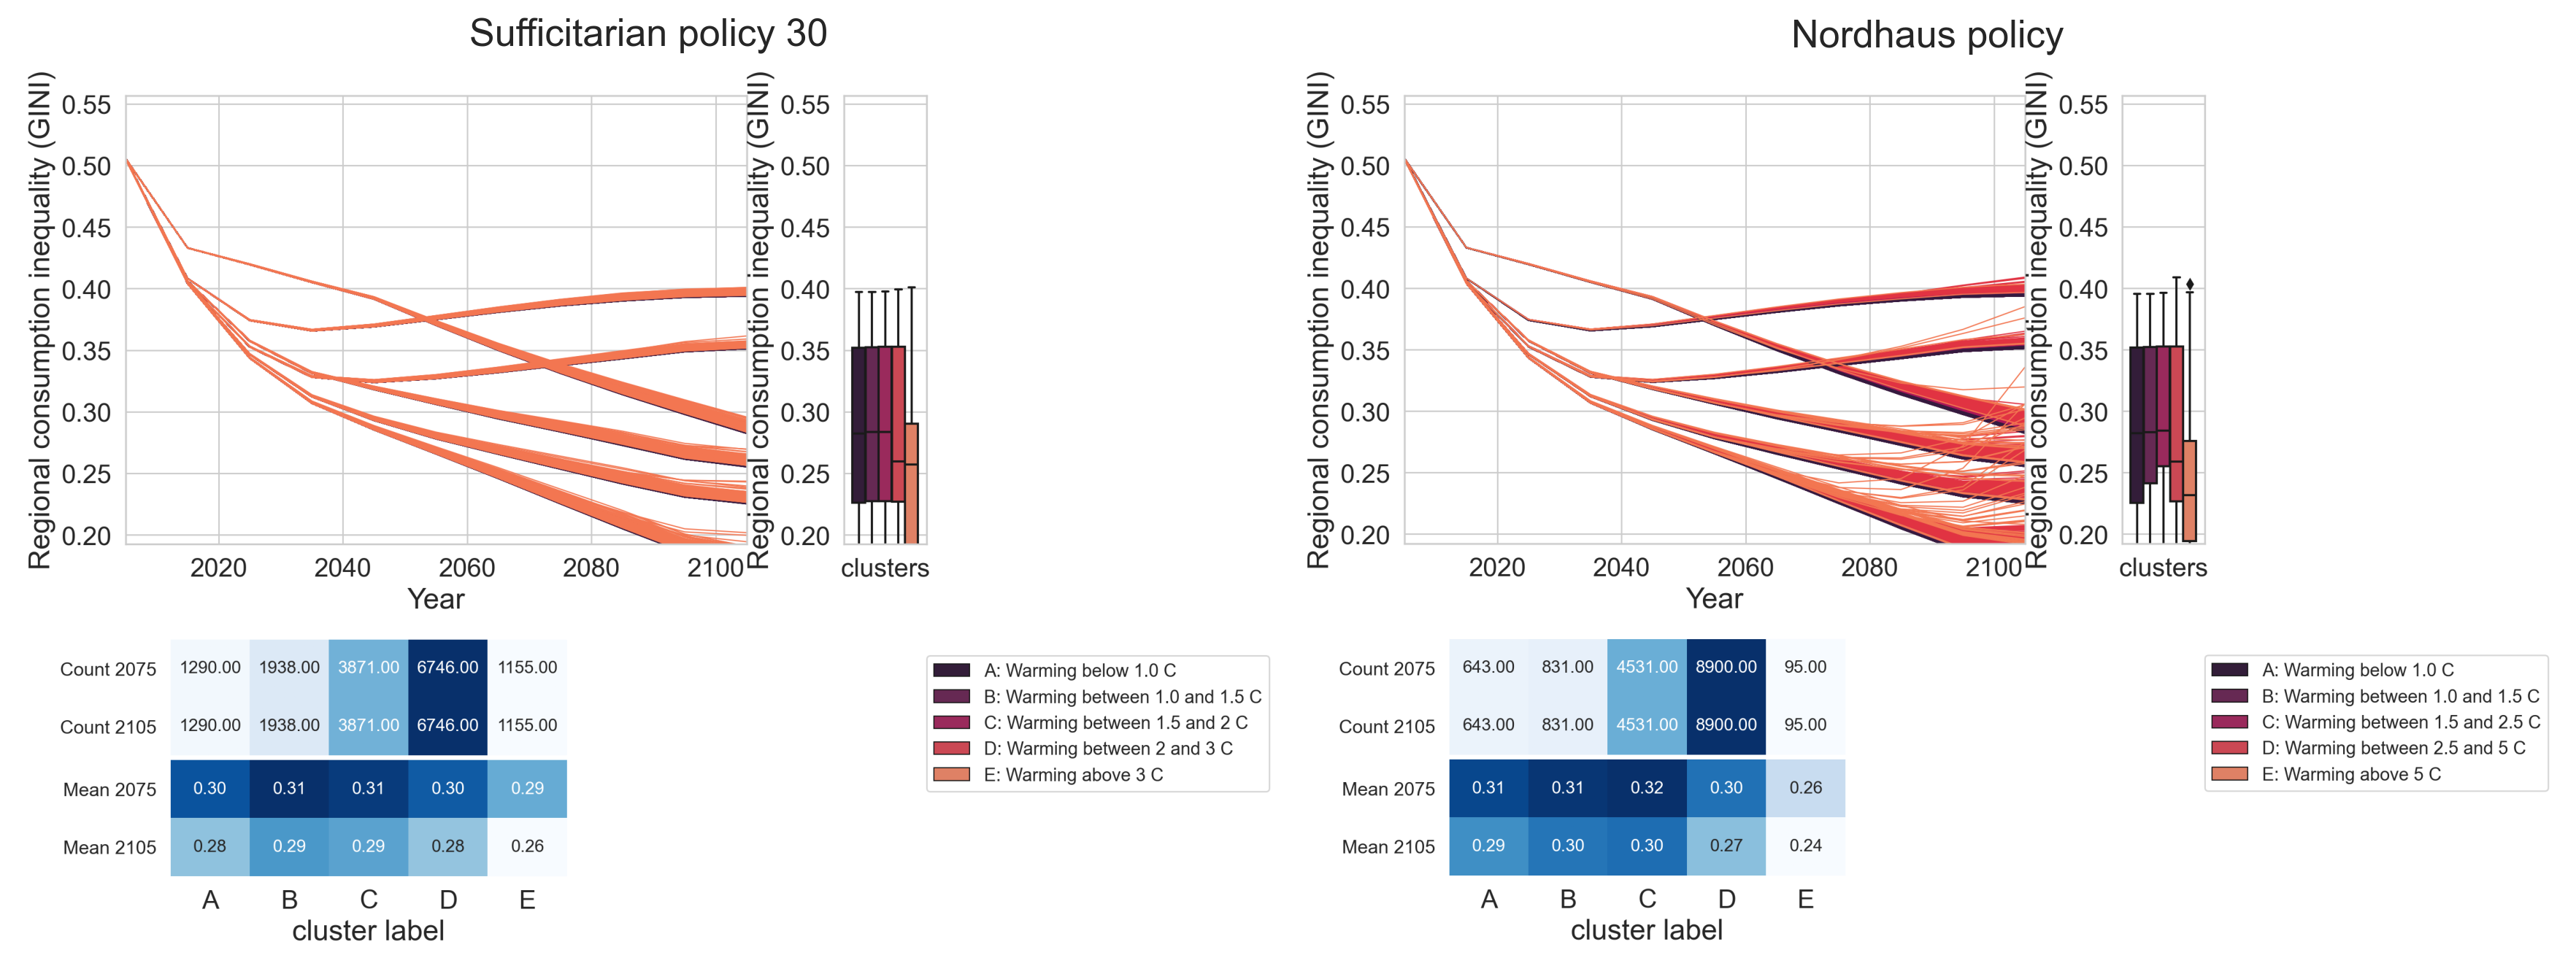 Sufficitarian policy 30
Regional consumption inequality (GINI)
0.55
0.50
0.45
0.40
0.35
0.30
0.25
0.20
2020 2040 2060 2080 2100
Year
Regional consumption inequality (GINI)
0.55
0.50
0.45
0.40
0.35
0.30
0.25
0.20
clusters
Count 2075 1290.00 1938.00 3871.00 6746.00 1155.00
Count 2105 1290.00 1938.00 3871.00 6746.00 1155.00
Mean 2075 0.30 0.31 0.31 0.30 0.29
Mean 2105 0.28 0.29 0.29 0.28 0.26
A B C D E
cluster label
A: Warming below 1.0 C
B: Warming between 1.0 and 1.5 C
C: Warming between 1.5 and 2 C
D: Warming between 2 and 3 C
E: Warming above 3 C
Nordhaus policy
Regional consumption inequality (GINI)
0.55
0.50
0.45
0.40
0.35
0.30
0.25
0.20
2020 2040 2060 2080 2100
Year
Regional consumption inequality (GINI)
0.55
0.50
0.45
0.40
0.35
0.30
0.25
0.20
clusters
Count 2075 643.00 831.00 4531.00 8900.00 95.00
Count 2105 643.00 831.00 4531.00 8900.00 95.00
Mean 2075 0.31 0.31 0.32 0.30 0.26
Mean 2105 0.29 0.30 0.30 0.27 0.24
A B C D E
cluster label
A: Warming below 1.0 C
B: Warming between 1.0 and 1.5 C
C: Warming between 1.5 and 2.5 C
D: Warming between 2.5 and 5 C
E: Warming above 5 C